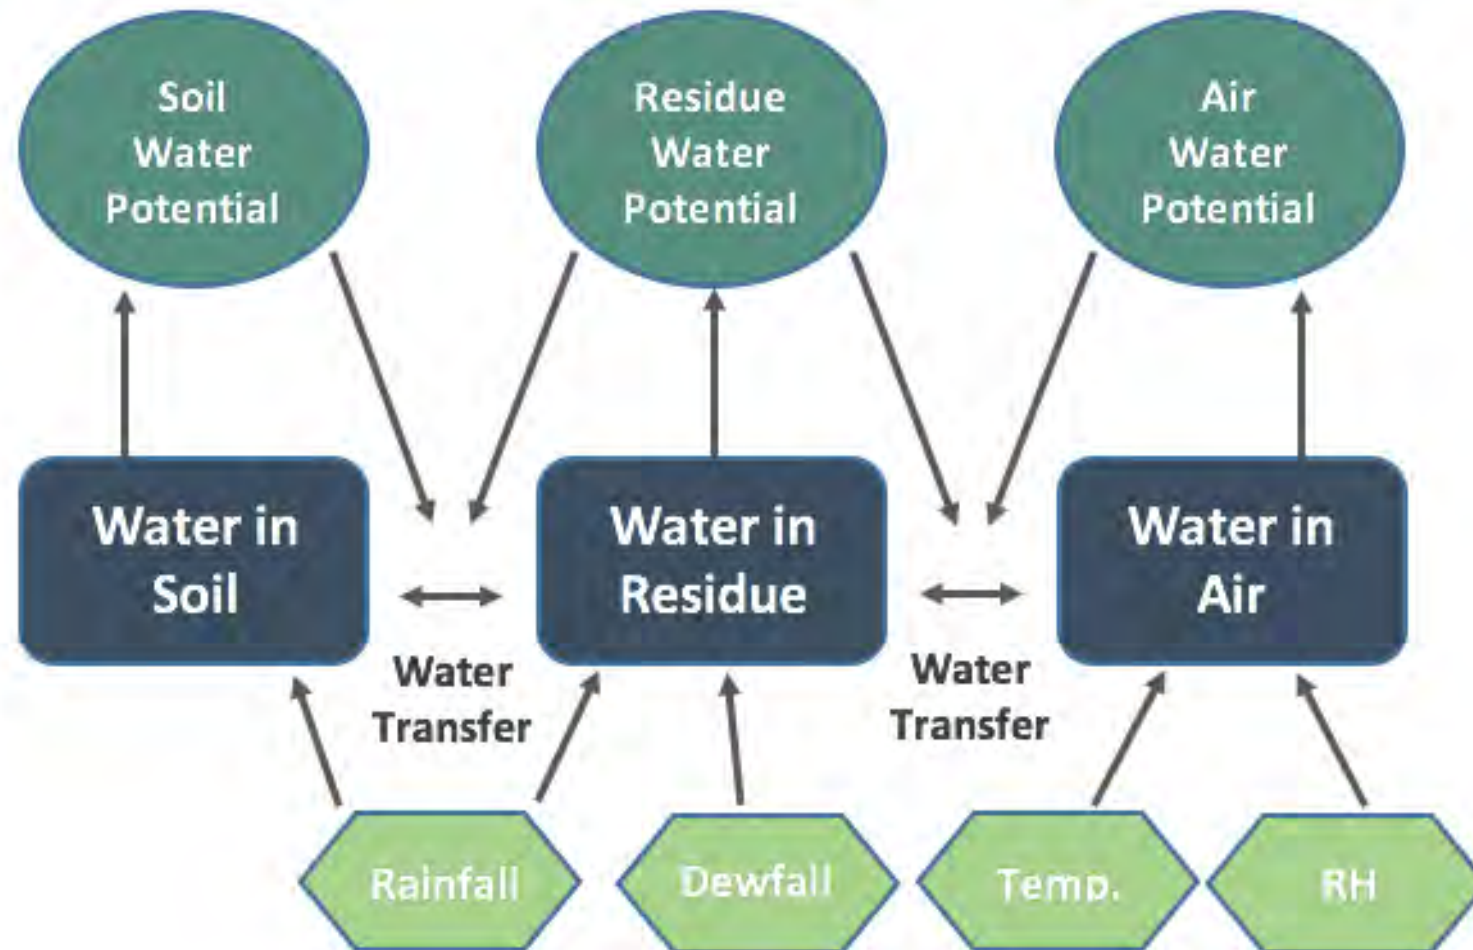 Soil
Water
Potential
Residue
Water
Potential
Air
Water
Potential
Water in
Soil
Water in
Residue
Water in
Air
Water
Transfer
Water
Transfer
Rainfall
Dewfall
Temp.
RH